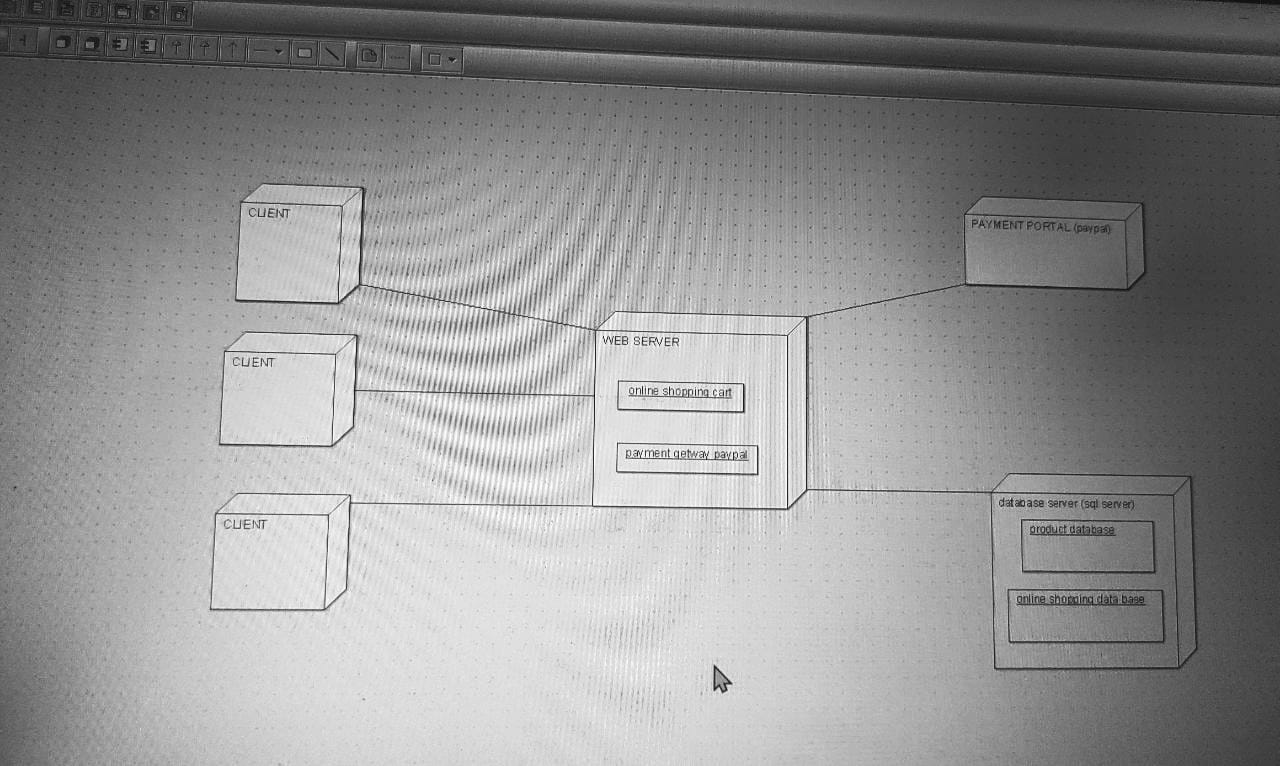 CLIENT
PAYMENT PORTAL (paypal)
WEB SERVER
CLIENT
online shopping cart
payment getway paypal
database server (sql server)
CLIENT
product database
online shopping data base